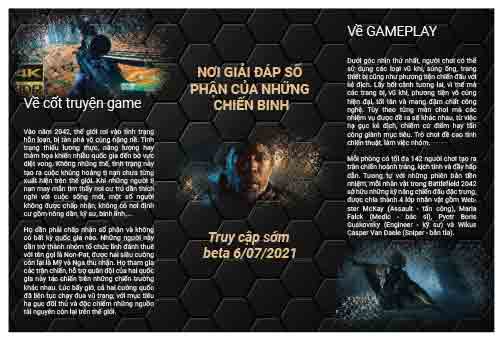 4K
HDR
Về cốt truyện game
Vào năm 2042, thế giới rơi vào tình trạng
hỗn loạn, bị tàn phá vô cùng nặng nề. Tình
trạng thiếu lương thực, năng lượng hay
thảm họa khiến nhiều quốc gia đến bờ vực
diệt vong. Không những thế, tình trạng này
tạo ra cuộc khủng hoảng tị nạn chưa từng
xuất hiện trên thế giới. Khi những người tị
nạn may mắn tìm thấy nơi cư trú dần thích
nghi với cuộc sống mới, một số người
không được chấp nhận, không có nơi định
cư gồm nông dân, kỹ sư, binh lính,...
Họ dần phải chấp nhận số phận và không
có bất kỳ quốc gia nào. Những người này
dần trở thành nhóm tổ chức lính đánh thuê
với tên gọi là Non-Pat, được hai siêu cường
còn lại là Mỹ và Nga thu nhận. Họ tham gia
các trận chiến, hỗ trợ quân đội của hai quốc
gia này tác chiến trên những chiến trường
khác nhau. Lúc bấy giờ, cả hai cường quốc
đã liên tục chạy đua vũ trang, với mục tiêu
hạ gục đối thủ và độc chiếm những nguồn
tài nguyên còn lại trên thế giới.
NƠI GIẢI ĐÁP SỐ
PHẬN CỦA NHỮNG
CHIẾN BINH
Truy cập sớm
beta 6/07/2021
Về GAMEPLAY
Dưới góc nhìn thứ nhất, người chơi có thể
sử dụng các loại vũ khí, súng ống, trang
thiết bị cũng như phương tiện chiến đấu với
kẻ địch. Lấy bối cảnh tương lai, vì thế mà
các trang bị, vũ khí, phương tiện vô cùng
hiện đại, tối tân và mang đậm chất công
nghệ. Tùy theo từng màn chơi mà các
nhiệm vụ được đề ra sẽ khác nhau, từ việc
hạ gục kẻ địch, chiếm cứ điểm hay tấn
công giành mục tiêu. Trò chơi đề cao tính
chiến thuật, làm việc nhóm.
Mỗi phòng có tối đa 142 người chơi tạo ra
trận chiến hoành tráng, kịch tính và đầy hấp
dẫn. Tương tự với những phiên bản tiền
nhiệm, mỗi nhân vật trong Battlefield 2042
sở hữu những kỹ năng chiến đấu đặc trưng,
được chia thành 4 lớp nhân vật gồm Web-
ster McKay (Assault - tấn công), Maria
Falck (Medic - bác sĩ), Pyotr Boris
Guskovsky (Engineer - kỹ sư) và Wikus
Casper Van Daele (Sniper - bắn tỉa).